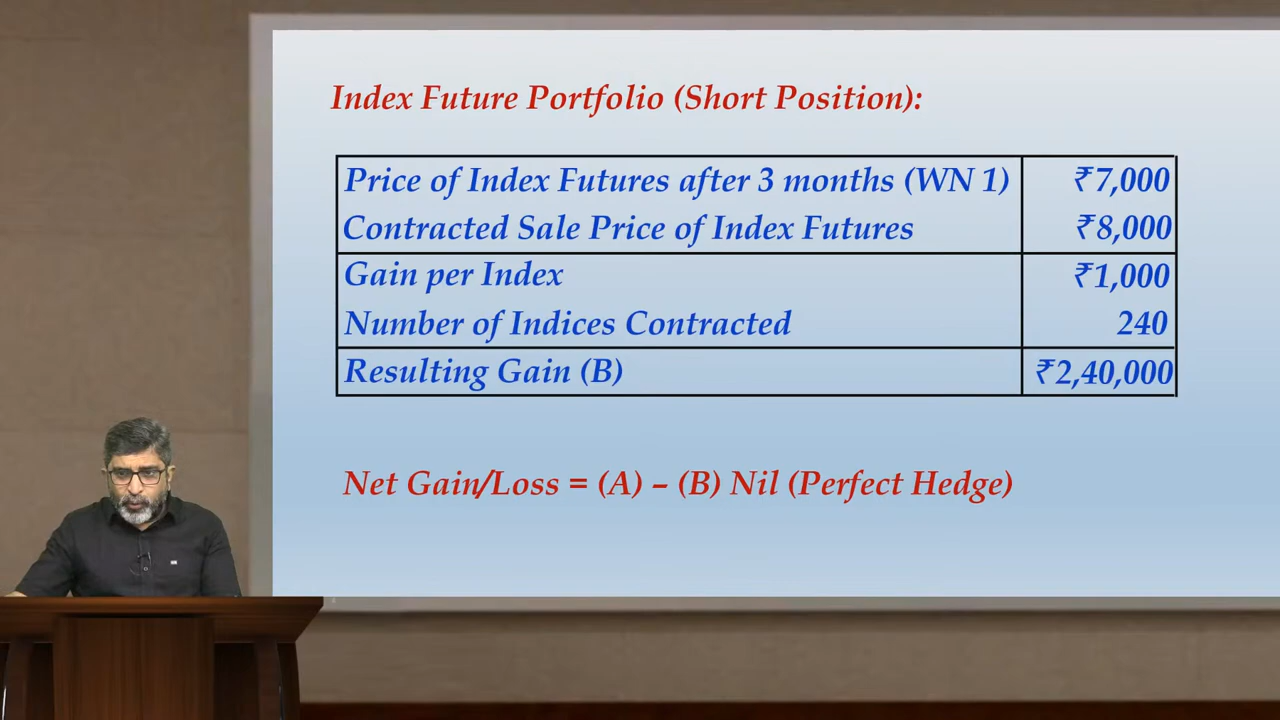 Index Future Portfolio (Short Position):
Price of Index Futures after 3 months (WN 1) ₹7,000
Contracted Sale Price of Index Futures ₹8,000
Gain per Index ₹1,000
Number of Indices Contracted 240
Resulting Gain (B) ₹2,40,000
Net Gain/Loss = (A) – (B) Nil (Perfect Hedge)